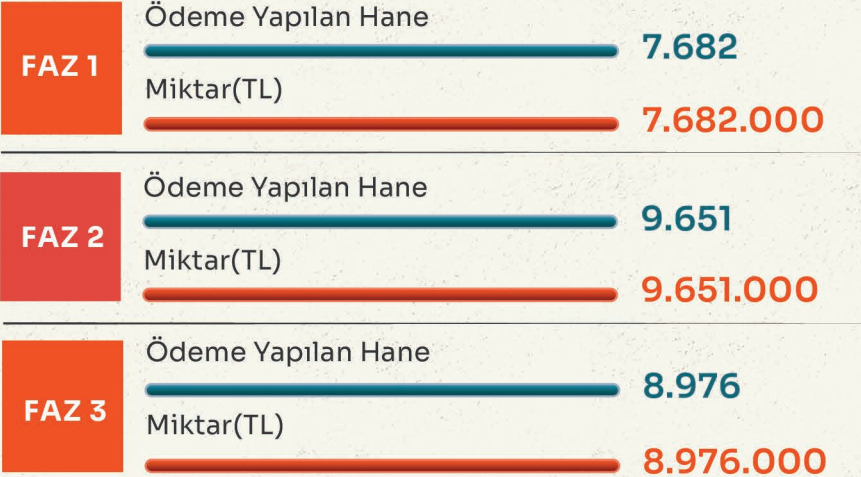 Ödeme Yapılan Hane
7.682
FAZ 1
Miktar(TL)
7.682.000
Ödeme Yapılan Hane
9.651
FAZ 2
Miktar(TL)
9.651.000
Ödeme Yapılan Hane
8.976
FAZ 3
Miktar(TL)
8.976.000